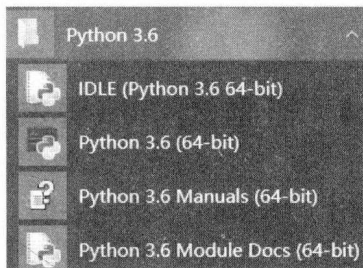 Python 3.6
IDLE (Python 3.6 64-bit)
Python 3.6 (64-bit)
Python 3.6 Manuals (64-bit)
Python 3.6 Module Docs (64-bit)